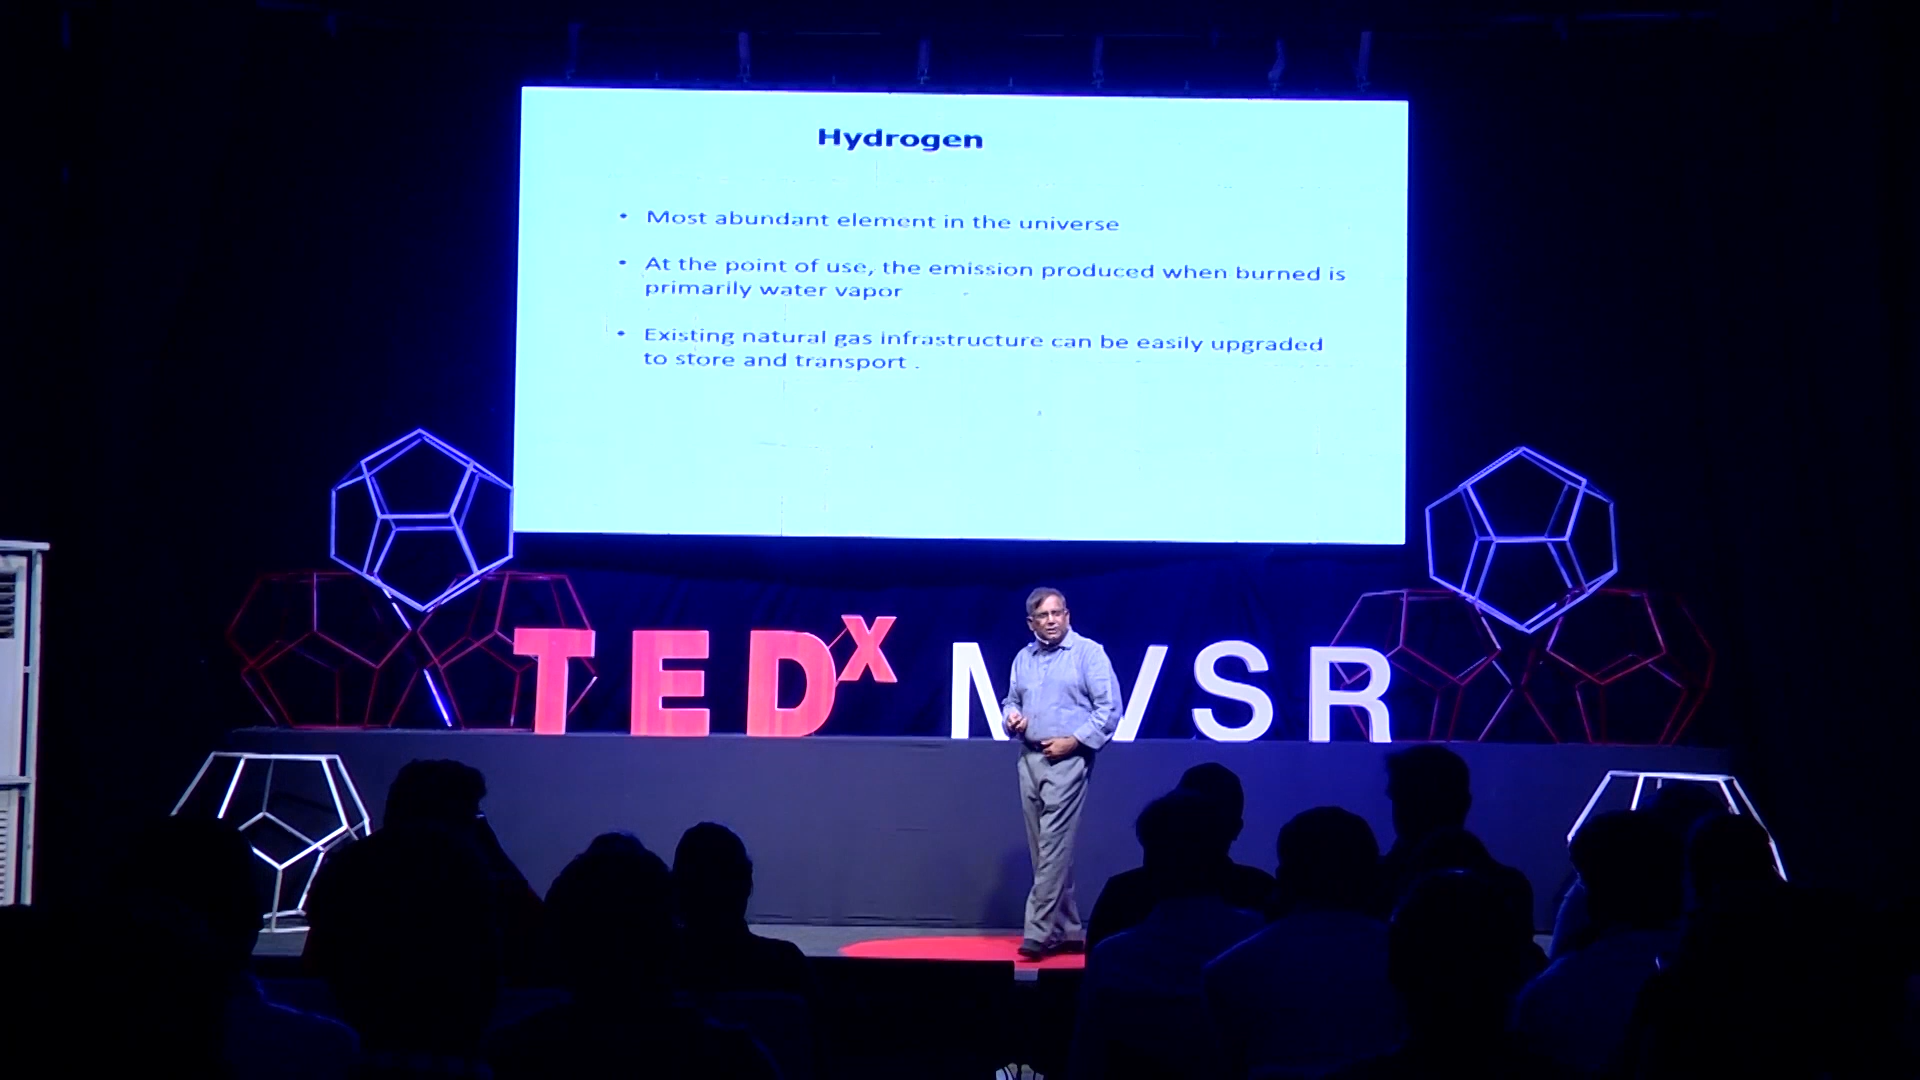 Hydrogen
• Most abundant element in the universe
• At the point of use, the emission produced when burned is
primarily water vapor
• Existing natural gas infrastructure can be easily upgraded
to store and transport .
TEDx MVSR